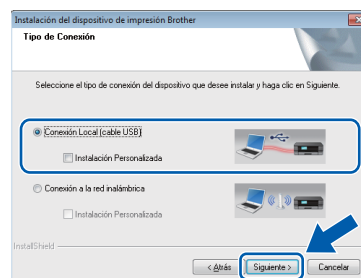 Instalación del dispositivo de impresión Brother
Tipo de Conexión
Seleccione el tipo de conexión del dispositivo que desee instalar y haga clic en Siguiente.
Conexión Local (cable USB)
Instalación Personalizada
Conexión a la red inalámbrica
Instalación Personalizada
InstallShield
< Atrás Siguiente > Cancelar